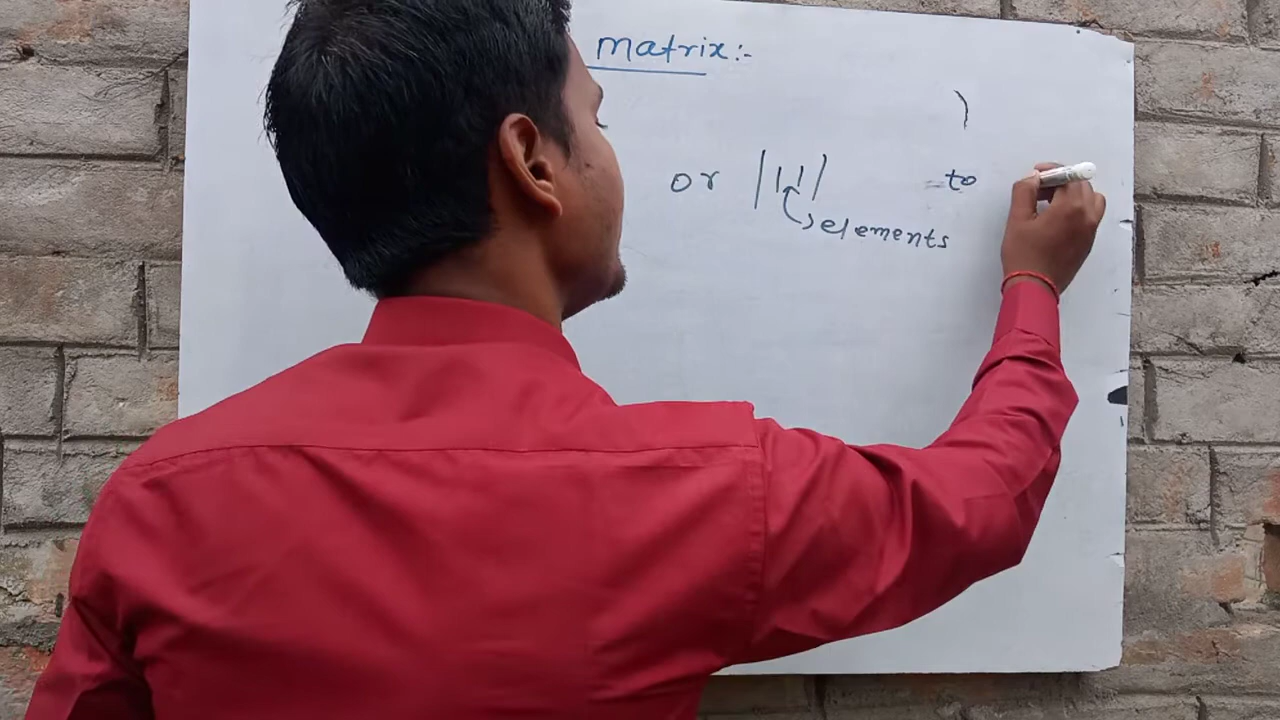 Matrix:-
or | | | | to
elements